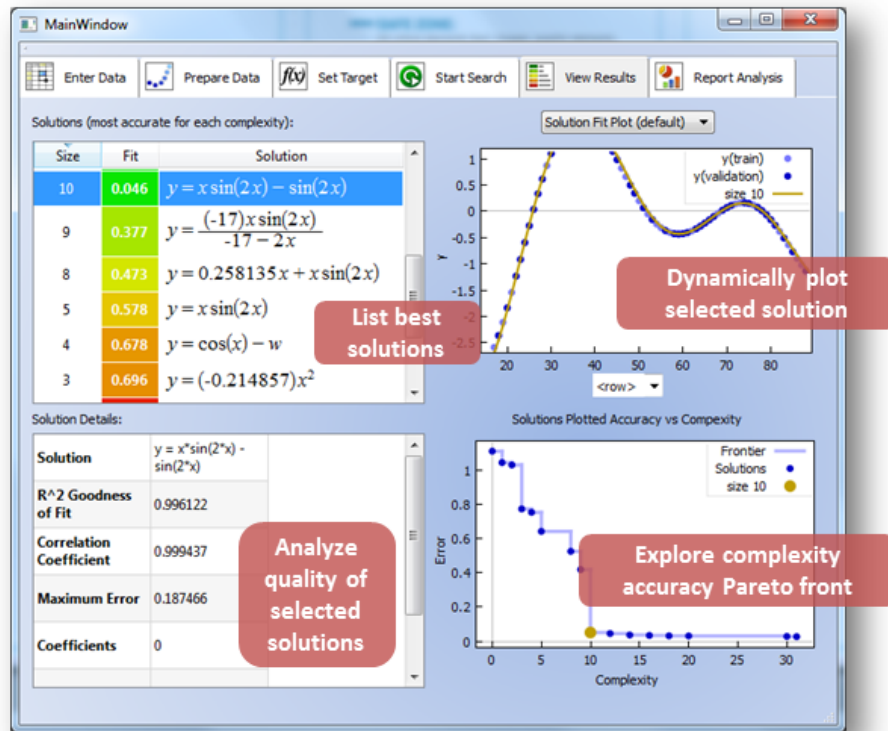 MainWindow
Enter Data
Prepare Data
f(x) Set Target
Start Search
View Results
Report Analysis
Solutions (most accurate for each complexity):
Size Fit Solution
10 0.046 y = x sin(2x) − sin(2x)
9 0.377 y = (-17)x sin(2x) / -17 − 2x
8 0.473 y = 0.258135x + x sin(2x)
5 0.578 y = x sin(2x)
4 0.678 y = cos(x) − w
3 0.696 y = (-0.214857)x²
List best
solutions
Solution Fit Plot (default)
y(train)
y(validation)
size 10
1
0.5
0
-0.5
-1
-1.5
-2
-2.5
y
20 30 40 50 60 70 80
<row>
Dynamically plot
selected solution
Solution Details:
Solution y = x*sin(2*x) -
sin(2*x)
R^2 Goodness
of Fit 0.996122
Correlation
Coefficient 0.999437
Maximum Error 0.187466
Coefficients 0
Analyze
quality of
selected
solutions
Solutions Plotted Accuracy vs Compexity
Frontier
Solutions
size 10
1
0.8
0.6
0.4
0.2
0
Error
0 5 10 15 20 25 30
Complexity
Explore complexity
accuracy Pareto front